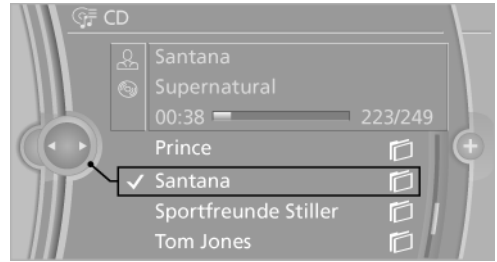 CD
Santana
Supernatural
00:38 223/249
Prince
Santana
Sportfreunde Stiller
Tom Jones